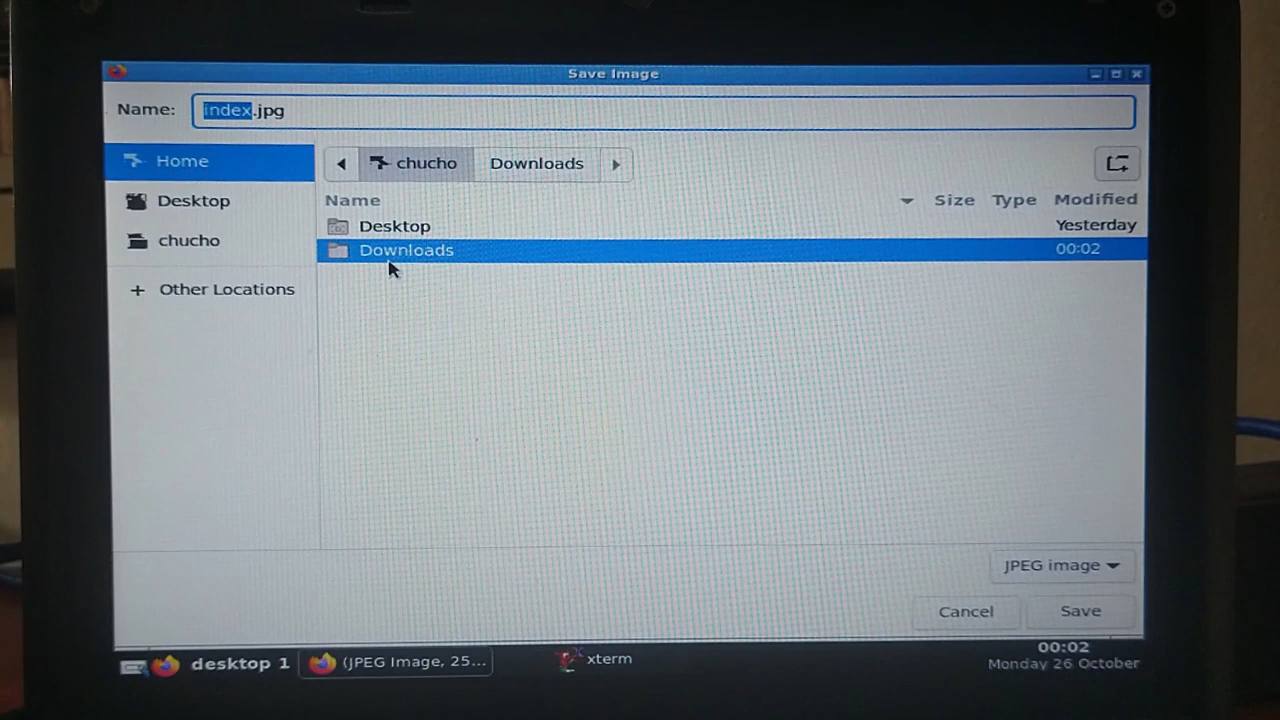 Save Image
Name: index.jpg
Home
chucho Downloads
Desktop
chucho
Other Locations
Name Size Type Modified
Desktop Yesterday
Downloads 00:02
JPEG image
Cancel Save
desktop 1 (JPEG Image, 25... xterm 00:02
Monday 26 October